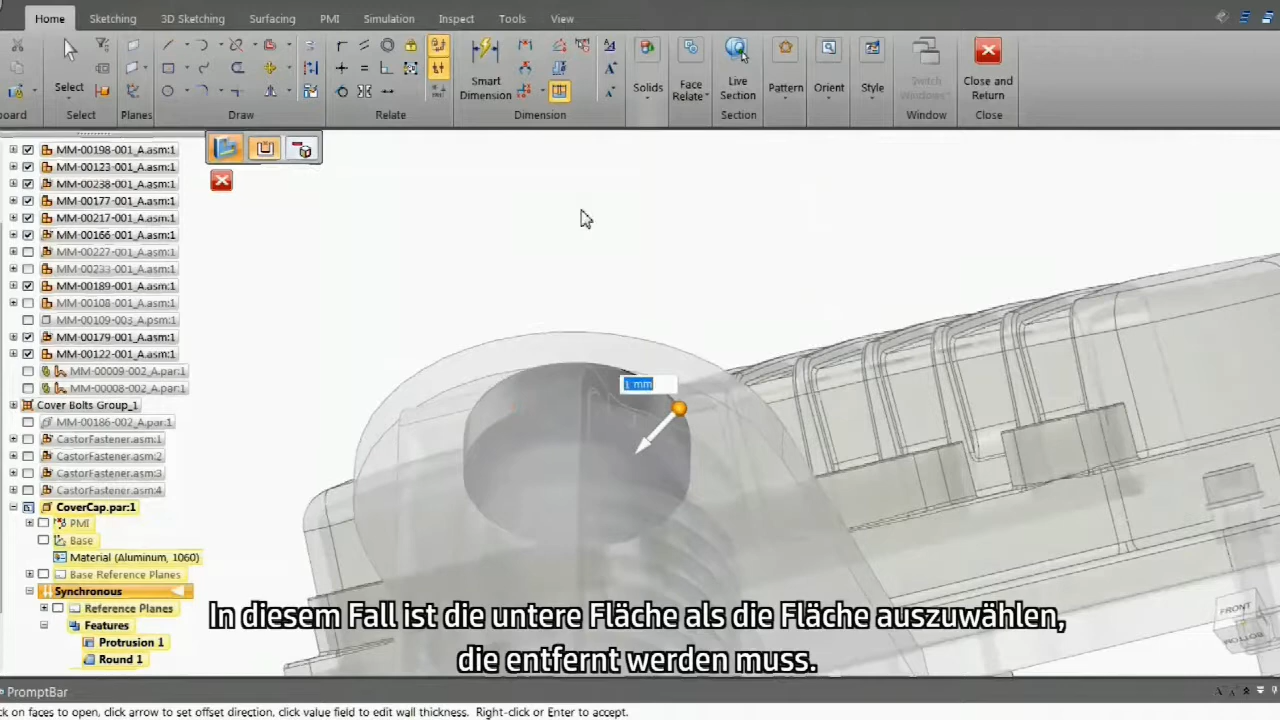 Home Sketching 3D Sketching Surfacing PMI Simulation Inspect Tools View
Select
Smart
Dimension
Solids
Face
Relate
Live
Section
Pattern
Orient
Style
Switch
Windows
Close and
Return
oard Select Planes Draw Relate Dimension Section Window Close
MM-00198-001_A.asm:1
MM-00123-001_A.asm:1
MM-00238-001_A.asm:1
MM-00177-001_A.asm:1
MM-00217-001_A.asm:1
MM-00166-001_A.asm:1
MM-00227-001_A.asm:1
MM-00233-001_A.asm:1
MM-00189-001_A.asm:1
MM-00108-001_A.asm:1
MM-00109-003_A.psm:1
MM-00179-001_A.asm:1
MM-00122-001_A.asm:1
MM-00009-002_A.par:1
MM-00008-002_A.par:1
Cover Bolts Group_1
MM-00186-002_A.par:1
CastorFastener.asm:1
CastorFastener.asm:2
CastorFastener.asm:3
CastorFastener.asm:4
CoverCap.par:1
PMI
Base
Material (Aluminum, 1060)
Base Reference Planes
Synchronous
Reference Planes
Features
Protrusion 1
Round 1
1 mm
FRONT
BOTTOM
In diesem Fall ist die untere Fläche als die Fläche auszuwählen,
die entfernt werden muss.
PromptBar
ck on faces to open, click arrow to set offset direction, click value field to edit wall thickness. Right-click or Enter to accept.